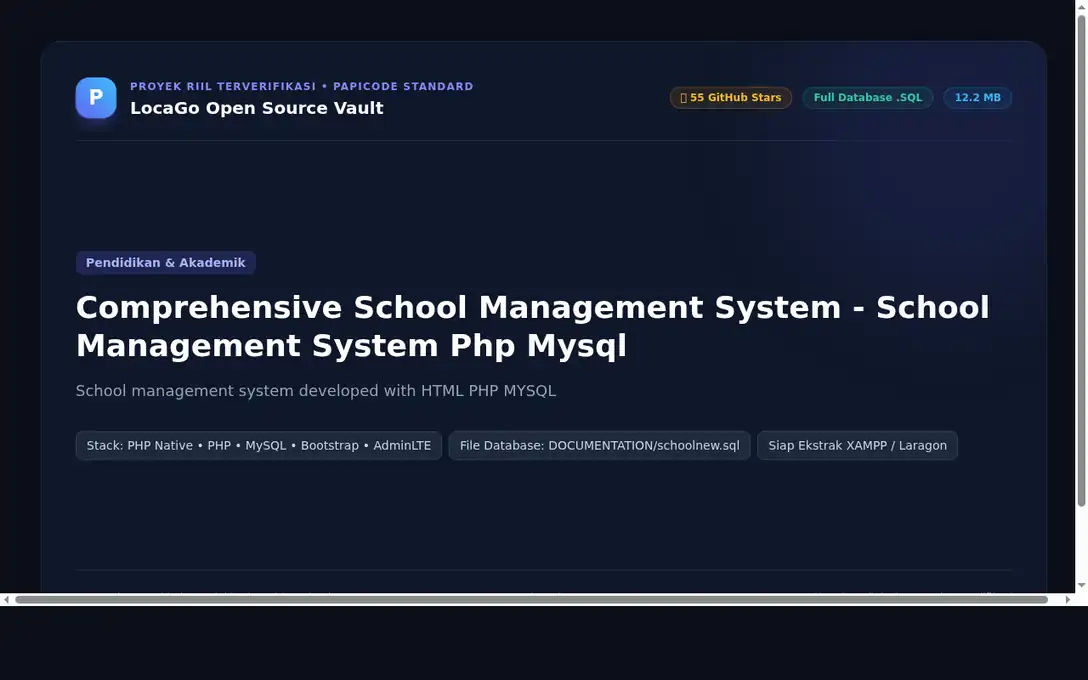 P
PROYEK RIIL TERVERIFIKASI • PAPICODE STANDARD
LocaGo Open Source Vault
55 GitHub Stars
Full Database .SQL
12.2 MB
Pendidikan & Akademik
Comprehensive School Management System - School
Management System Php Mysql
School management system developed with HTML PHP MYSQL
Stack: PHP Native • PHP • MySQL • Bootstrap • AdminLTE
File Database: DOCUMENTATION/schoolnew.sql
Siap Ekstrak XAMPP / Laragon